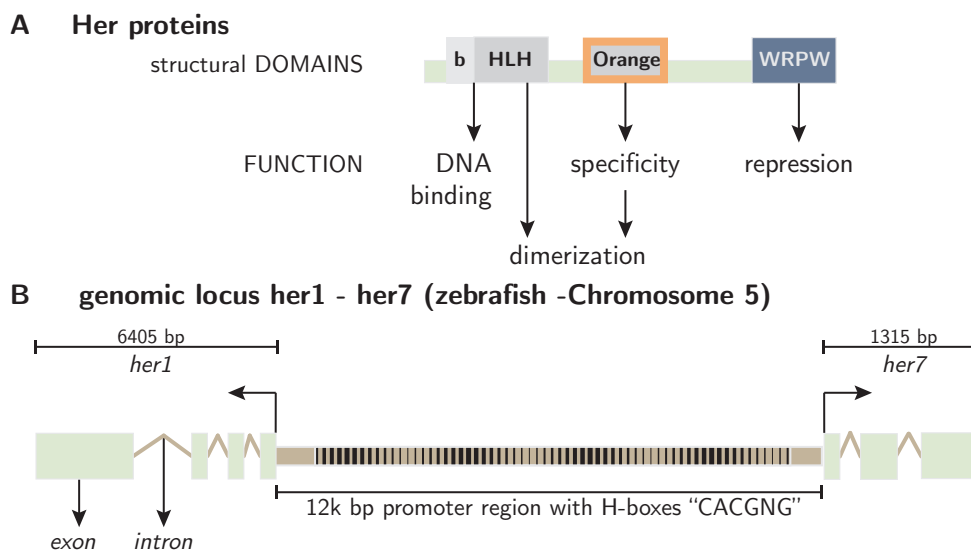 A Her proteins
structural DOMAINS
b HLH Orange WRPW
FUNCTION
DNA binding
specificity
repression
dimerization
B genomic locus her1 - her7 (zebrafish -Chromosome 5)
6405 bp
her1
1315 bp
her7
12k bp promoter region with H-boxes “CACGNG”
exon
intron